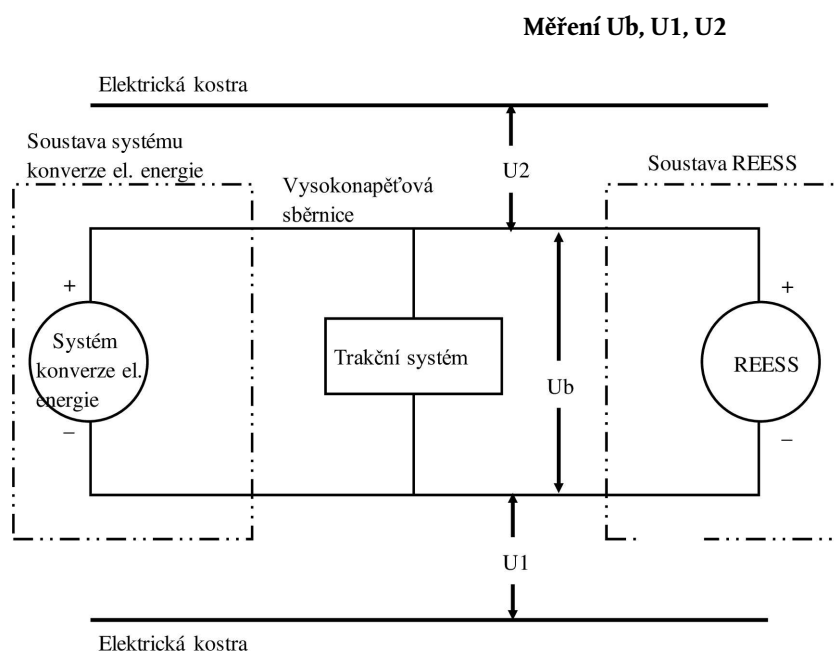 Měření Ub, U1, U2
Elektrická kostra
Soustava systému
konverze el. energie
U2
Soustava REESS
Vysokonapěťová
sběrnice
+
+
Systém
konverze el.
energie
Trakční systém
Ub
REESS
–
–
U1
Elektrická kostra